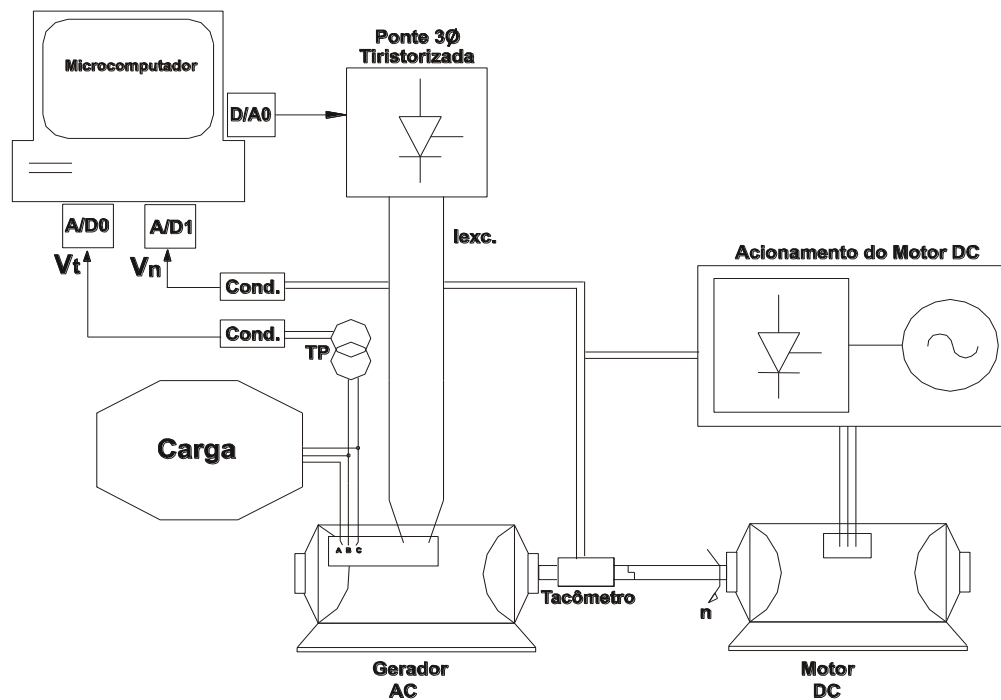 Ponte 3Ø
Tiristorizada
Microcomputador
D/A0
A/D0
A/D1
Vt
Vn
Iexc.
Acionamento do Motor DC
Cond.
Cond.
TP
Carga
A B C
Tacômetro
n
Gerador
AC
Motor
DC